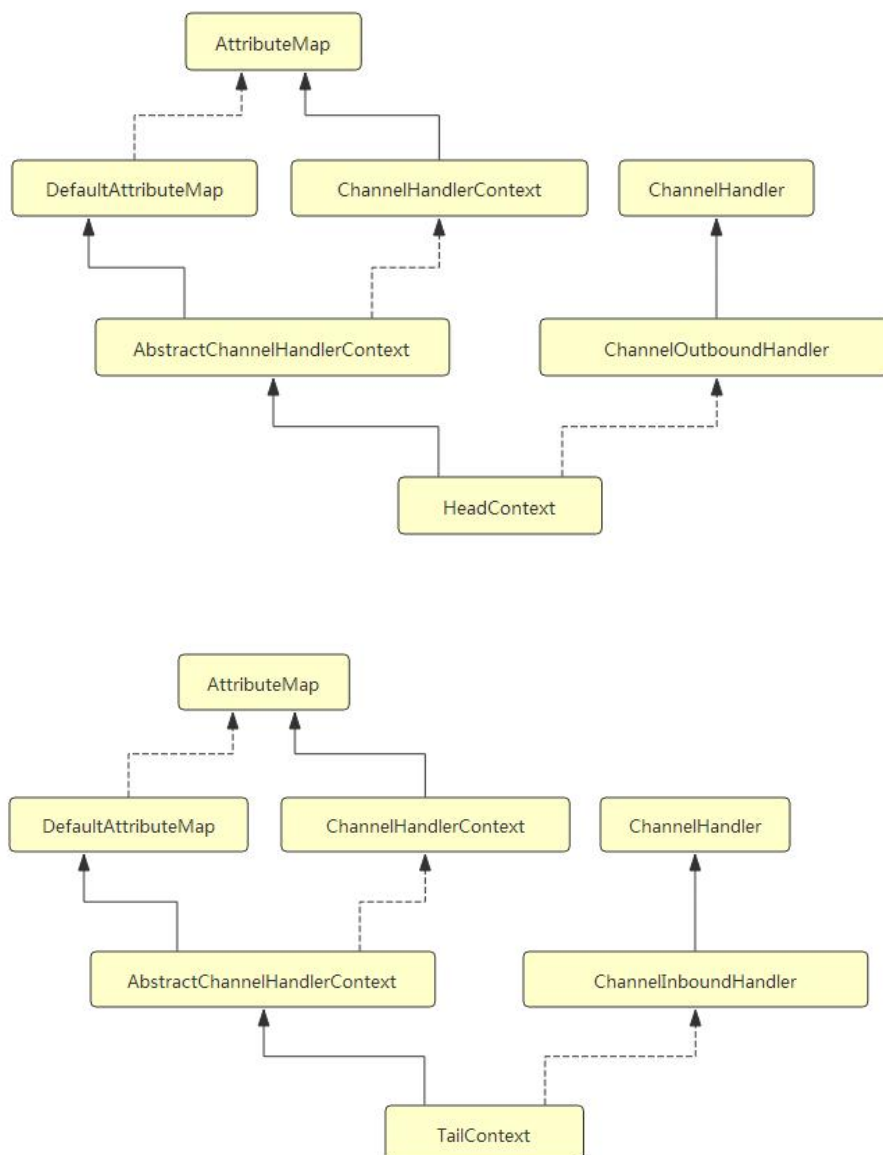 AttributeMap
DefaultAttributeMap
ChannelHandlerContext
ChannelHandler
AbstractChannelHandlerContext
ChannelOutboundHandler
HeadContext
AttributeMap
DefaultAttributeMap
ChannelHandlerContext
ChannelHandler
AbstractChannelHandlerContext
ChannelInboundHandler
TailContext